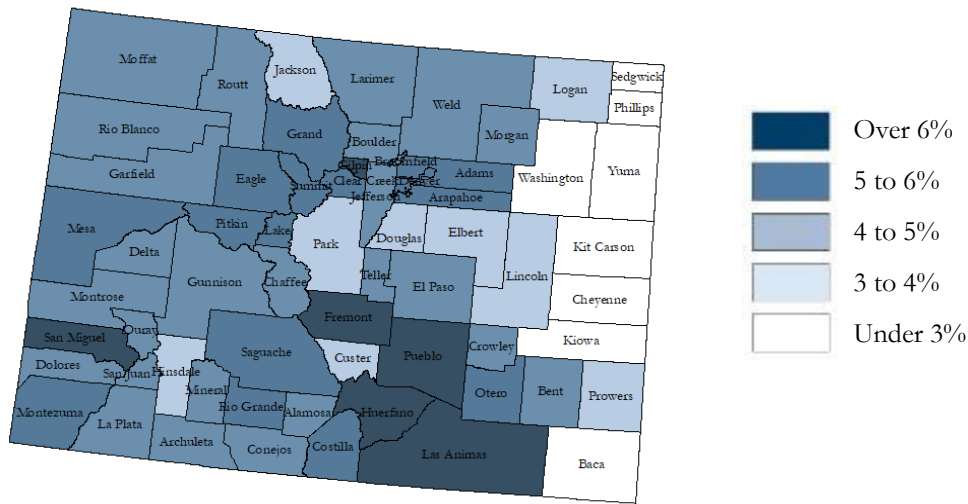 Moffat
Routt
Jackson
Larimer
Weld
Logan
Sedgwick
Phillips
Rio Blanco
Grand
Boulder
Morgan
Garfield
Eagle
Summit
Gilpin
Broomfield
Clear Creek
Denver
Adams
Jefferson
Arapahoe
Washington
Yuma
Mesa
Pitkin
Lake
Park
Douglas
Elbert
Kit Carson
Delta
Gunnison
Chaffee
Teller
El Paso
Lincoln
Cheyenne
Montrose
Ouray
Fremont
Kiowa
San Miguel
Saguache
Custer
Pueblo
Crowley
Dolores
San Juan
Hinsdale
Mineral
Otero
Bent
Prowers
Montezuma
La Plata
Rio Grande
Alamosa
Huerfano
Archuleta
Conejos
Costilla
Las Animas
Baca
Over 6%
5 to 6%
4 to 5%
3 to 4%
Under 3%